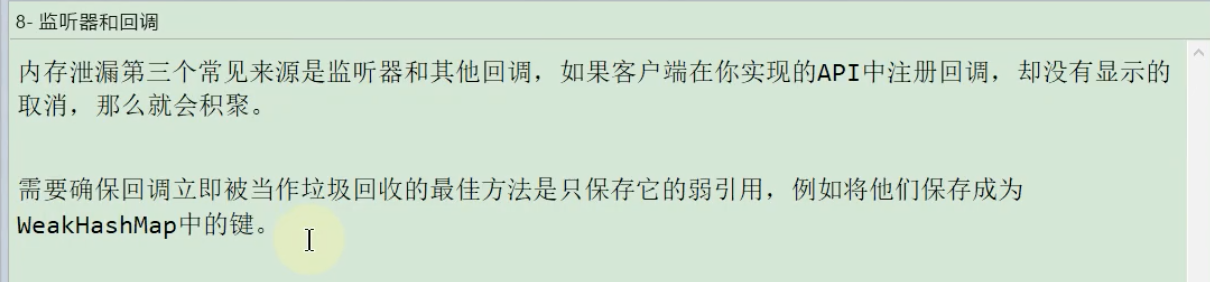 8- 监听器和回调
内存泄漏第三个常见来源是监听器和其他回调，如果客户端在你实现的API中注册回调，却没有显示的
取消，那么就会积聚。
需要确保回调立即被当作垃圾回收的最佳方法是只保存它的弱引用，例如将他们保存成为
WeakHashMap中的键。